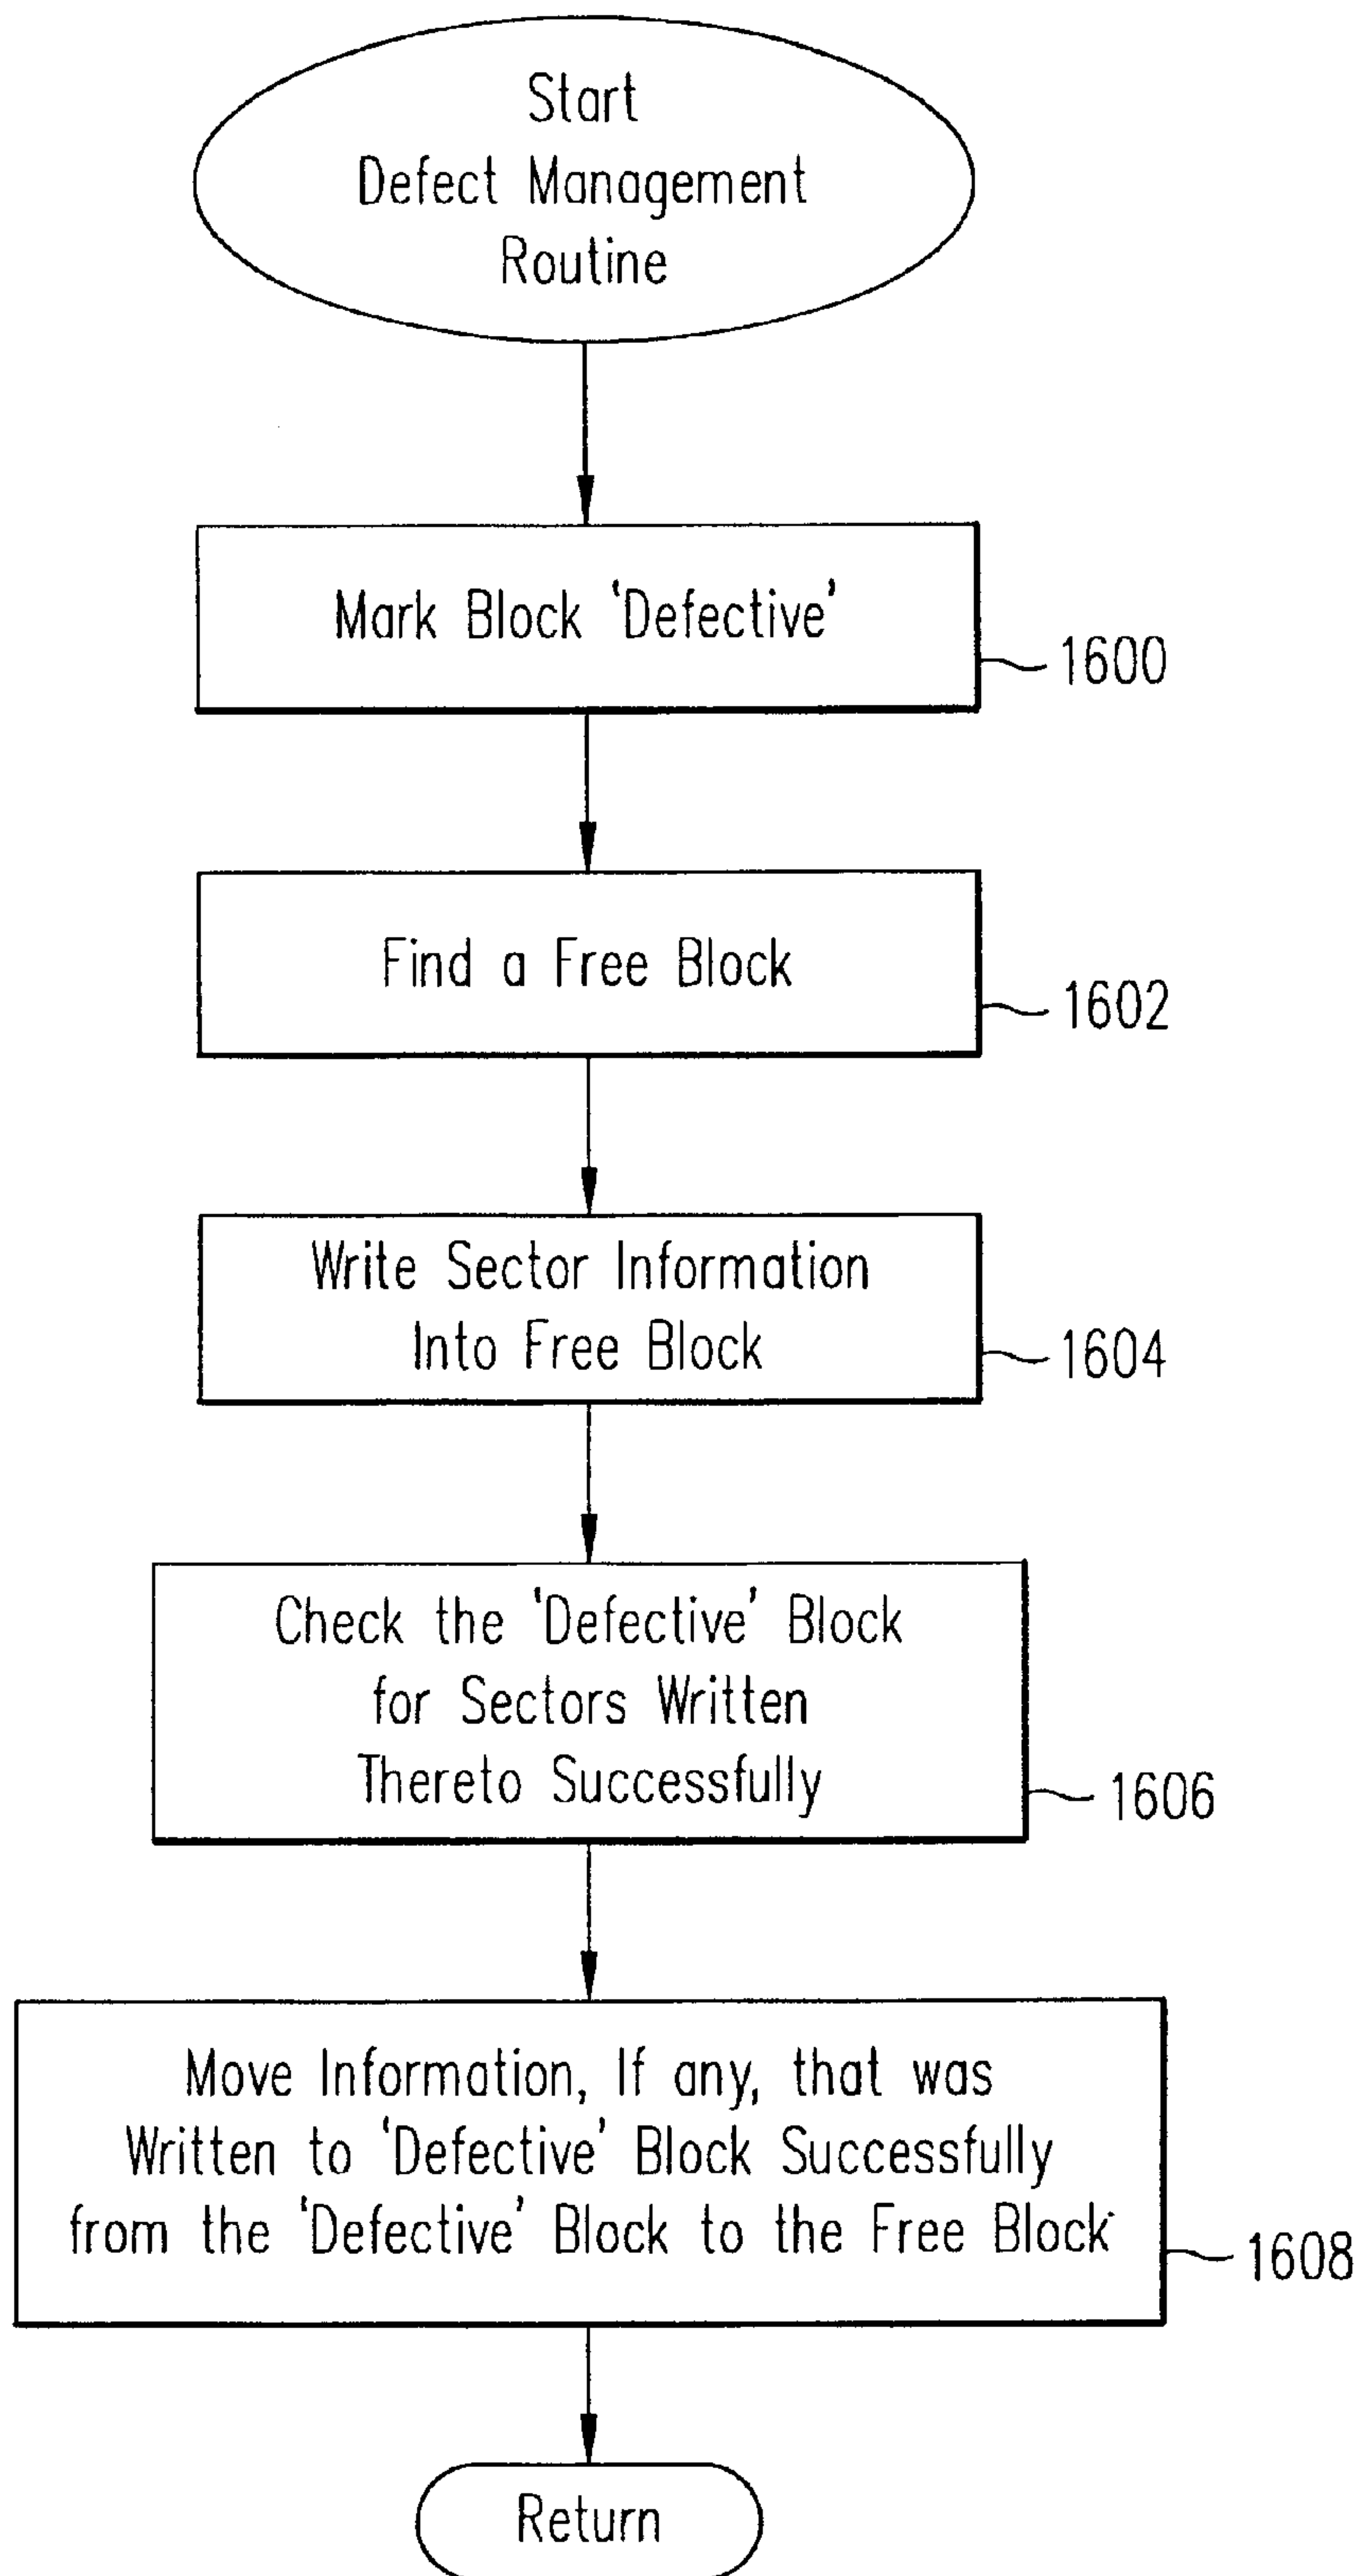 Start
Defect Management
Routine
Mark Block 'Defective'
1600
Find a Free Block
1602
Write Sector Information
Into Free Block
1604
Check the 'Defective' Block
for Sectors Written
Thereto Successfully
1606
Move Information, If any, that was
Written to 'Defective' Block Successfully
from the 'Defective' Block to the Free Block
1608
Return